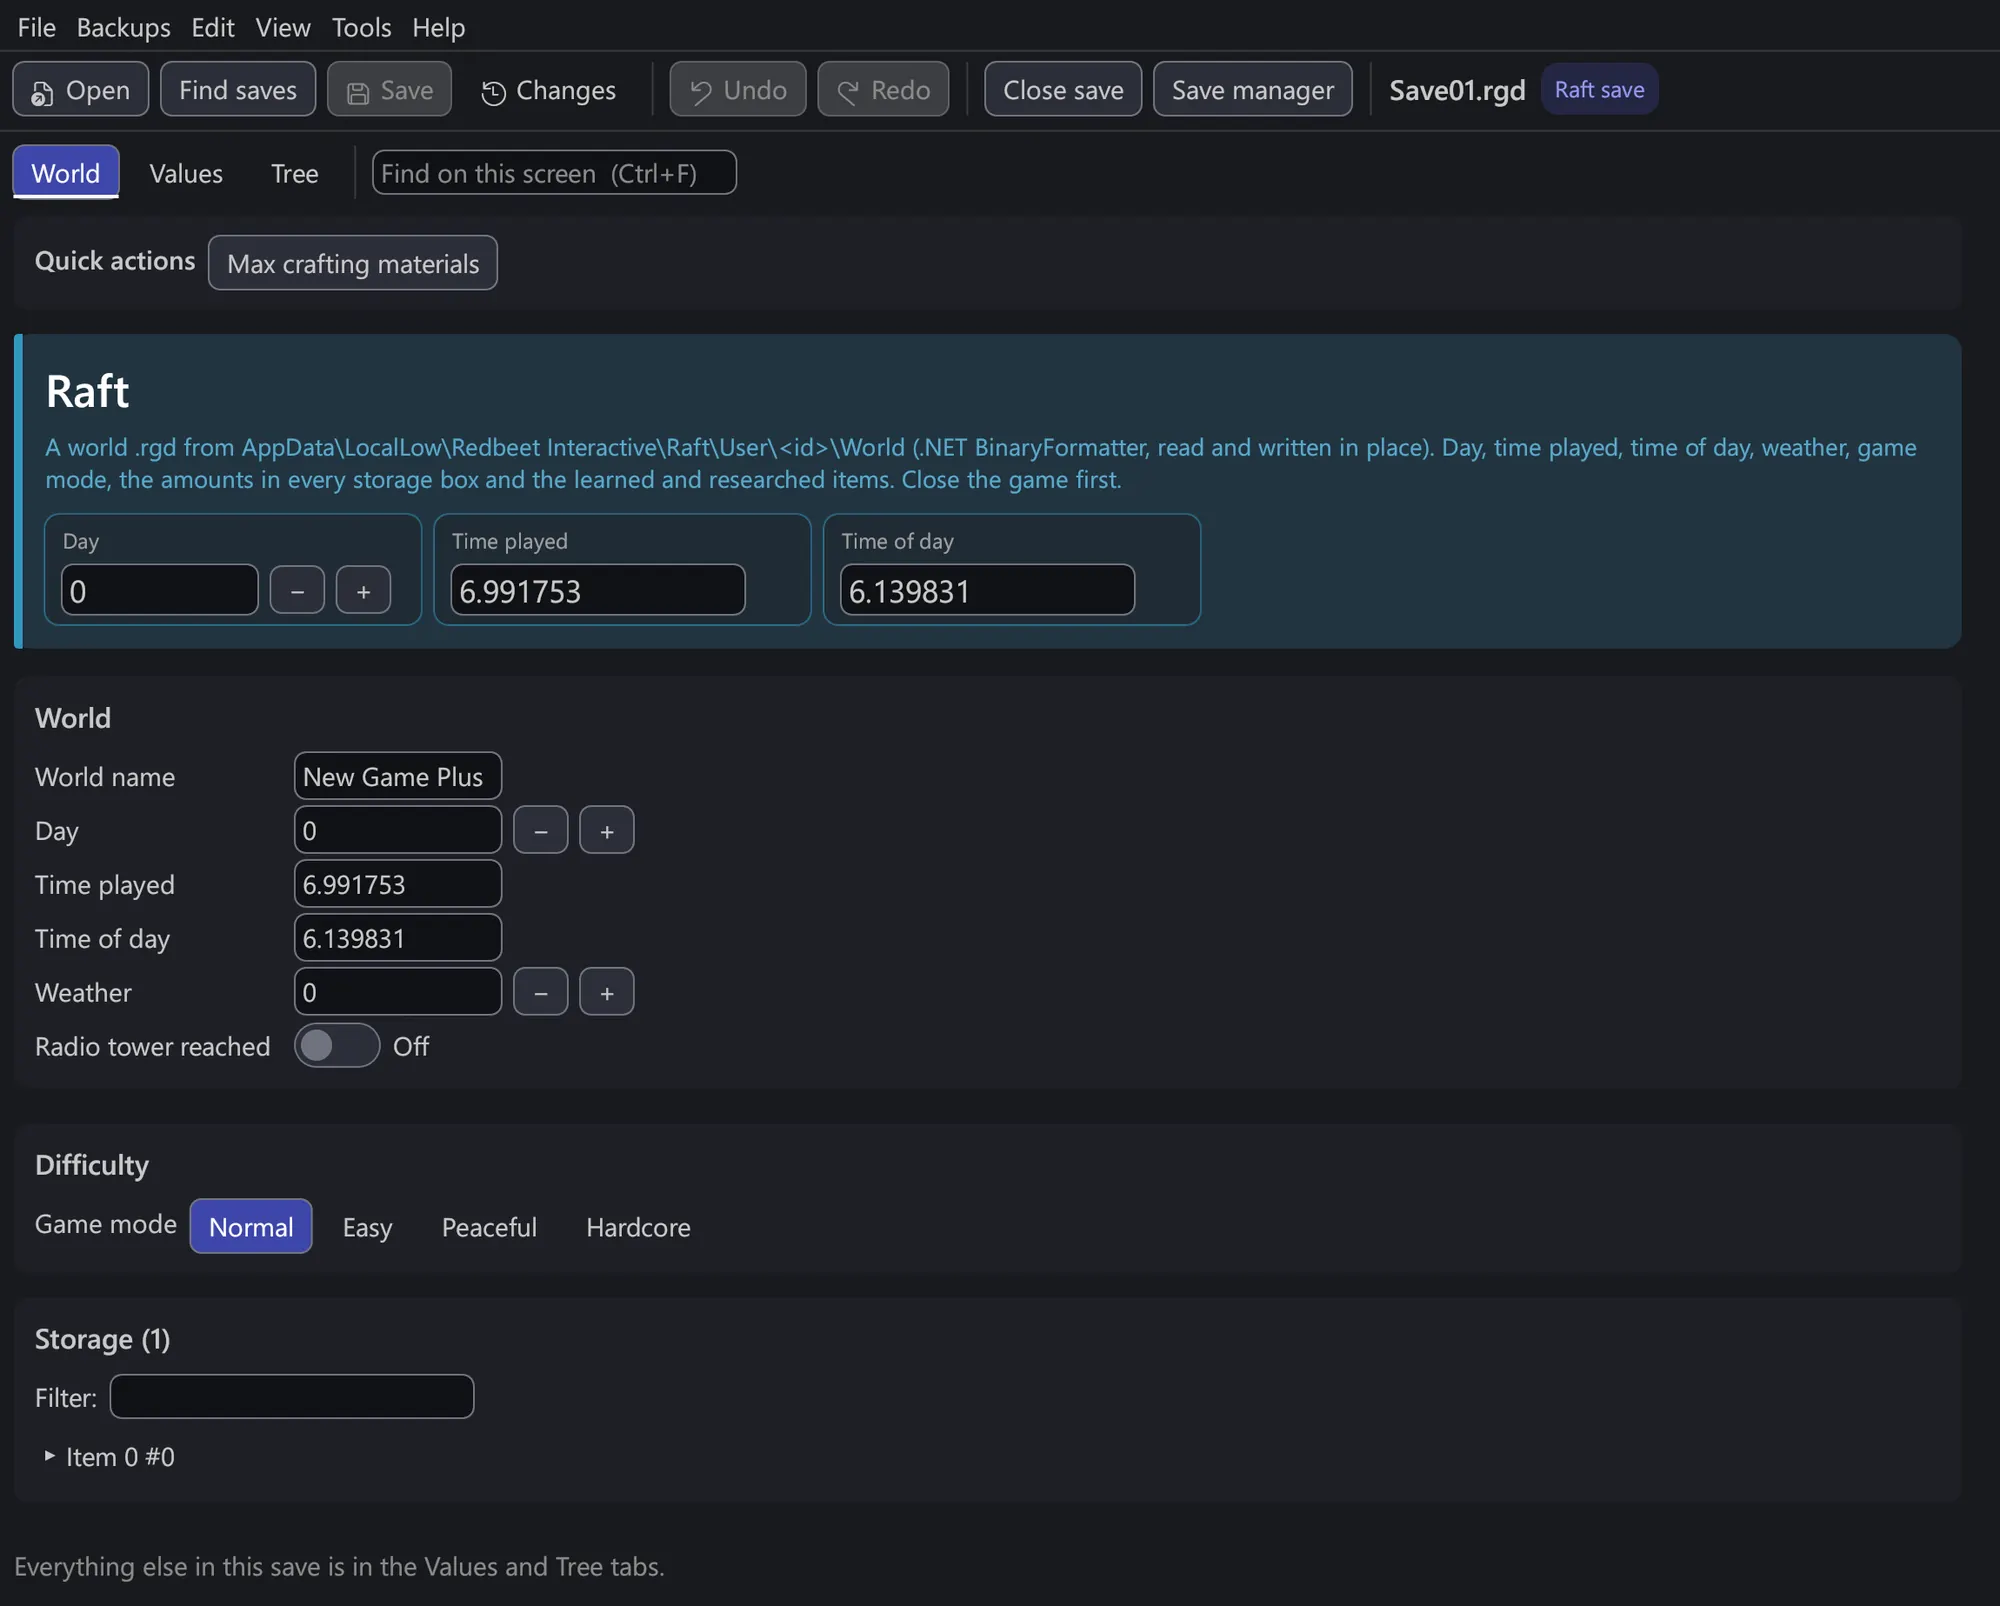 File Backups Edit View Tools Help
Open Find saves Save Changes Undo Redo Close save Save manager Save01.rgd Raft save
World Values Tree Find on this screen (Ctrl+F)
Quick actions Max crafting materials
Raft
A world .rgd from AppData\LocalLow\Redbeet Interactive\Raft\User\<id>\World (.NET BinaryFormatter, read and written in place). Day, time played, time of day, weather, game
mode, the amounts in every storage box and the learned and researched items. Close the game first.
Day Time played Time of day
0 – + 6.991753 6.139831
World
World name New Game Plus
Day 0 – +
Time played 6.991753
Time of day 6.139831
Weather 0 – +
Radio tower reached Off
Difficulty
Game mode Normal Easy Peaceful Hardcore
Storage (1)
Filter:
Item 0 #0
Everything else in this save is in the Values and Tree tabs.